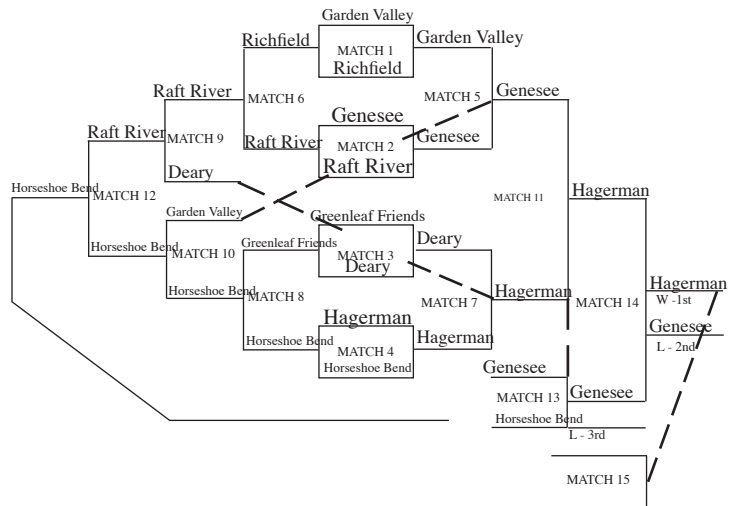 Garden Valley
Richfield
MATCH 1
Garden Valley
Richfield
Raft River
MATCH 6
MATCH 5
Genesee
Genesee
Raft River
MATCH 9
Raft River
MATCH 2
Genesee
Raft River
Deary
Horseshoe Bend
MATCH 12
MATCH 11
Hagerman
Garden Valley
Greenleaf Friends
Horseshoe Bend
MATCH 10
Greenleaf Friends
MATCH 3
Deary
Deary
Hagerman
W -1st
Horseshoe Bend
MATCH 8
MATCH 7
Hagerman
MATCH 14
Hagerman
Genesee
L - 2nd
Horseshoe Bend
MATCH 4
Hagerman
Horseshoe Bend
Genesee
MATCH 13
Genesee
Horseshoe Bend
L - 3rd
MATCH 15